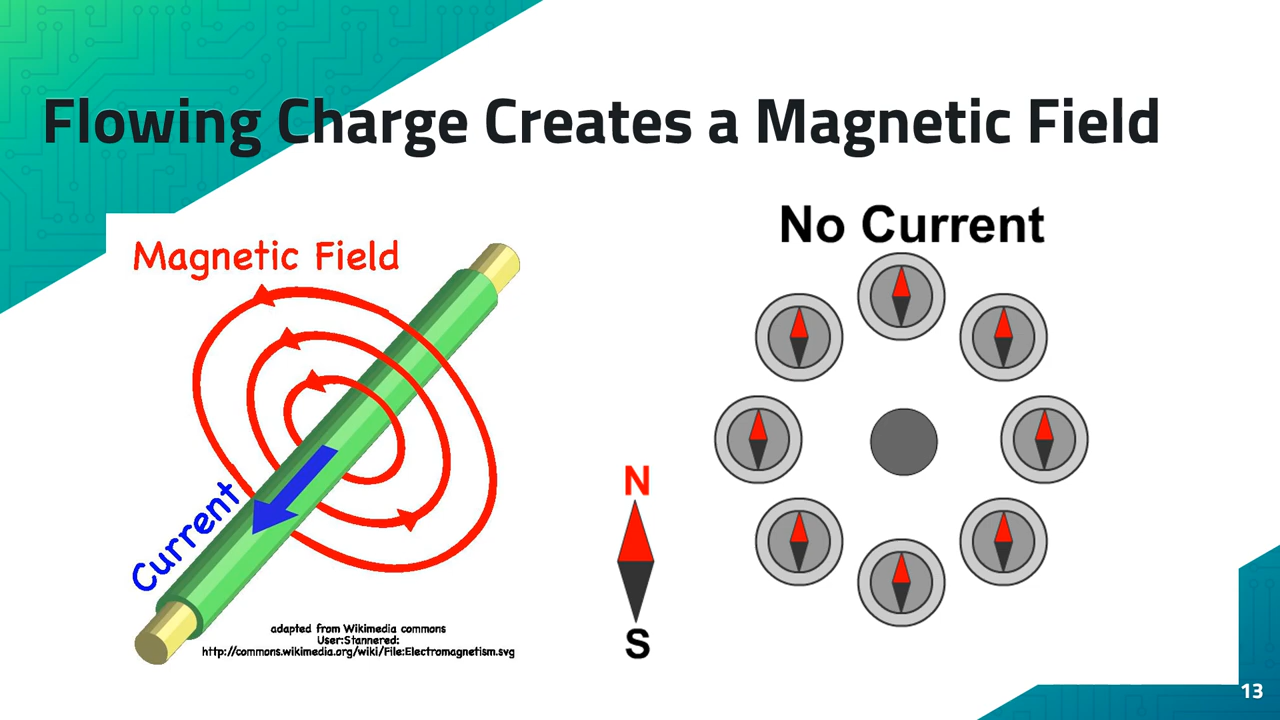 Flowing Charge Creates a Magnetic Field
Magnetic Field
Current
adapted from Wikimedia commons
User:Stannered:
http://commons.wikimedia.org/wiki/File:Electromagnetism.svg
No Current
N
S
13